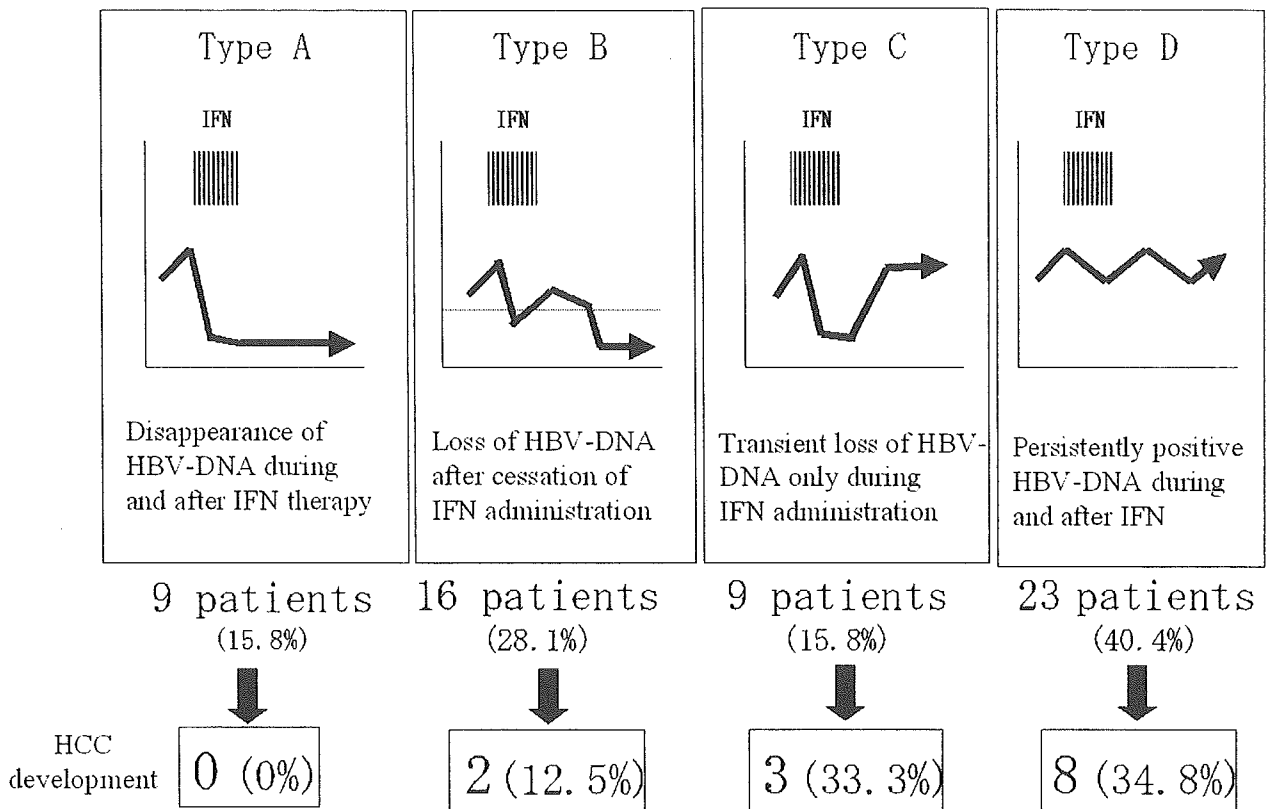 Type A
IFN
Disappearance of
HBV-DNA during
and after IFN therapy
9 patients
(15.8%)
Type B
IFN
Loss of HBV-DNA
after cessation of
IFN administration
16 patients
(28.1%)
Type C
IFN
Transient loss of HBV-
DNA only during
IFN administration
9 patients
(15.8%)
Type D
IFN
Persistently positive
HBV-DNA during
and after IFN
23 patients
(40.4%)
HCC
development
0 (0%)
2 (12.5%)
3 (33.3%)
8 (34.8%)